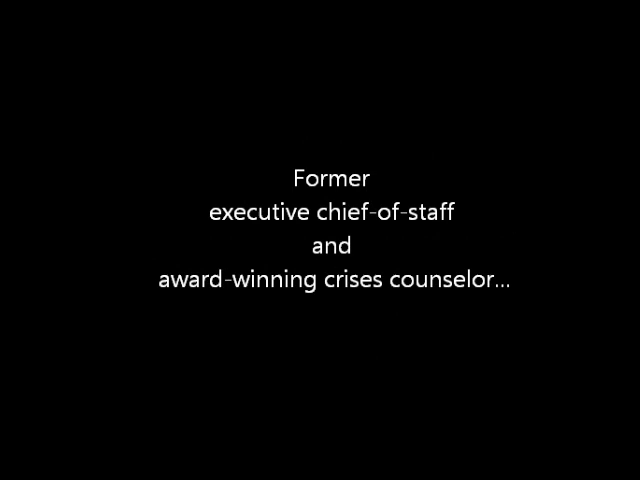 Former
executive chief-of-staff
and
award-winning crises counselor...